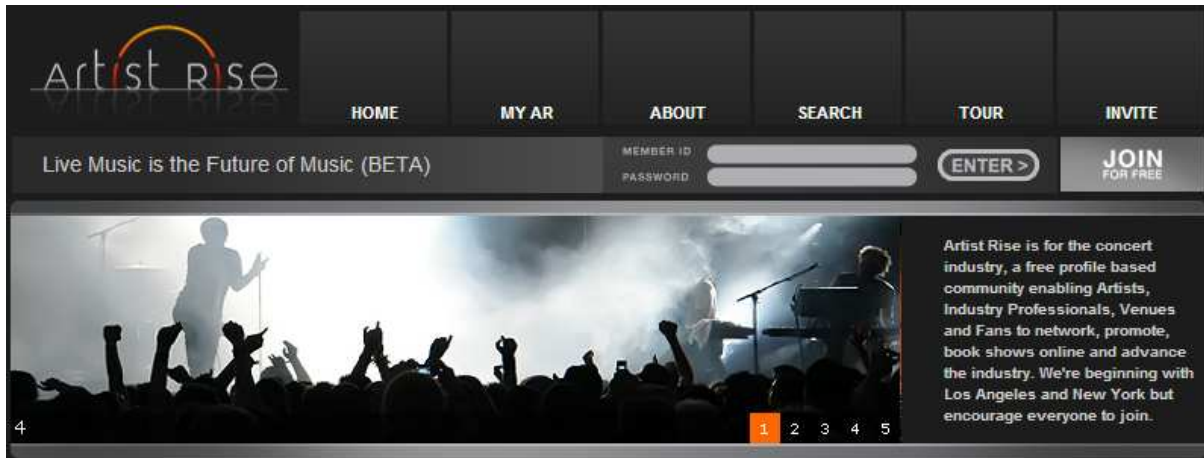 Artist Rise
HOME
MY AR
ABOUT
SEARCH
TOUR
INVITE
Live Music is the Future of Music (BETA)
MEMBER ID
PASSWORD
ENTER >
JOIN
FOR FREE
Artist Rise is for the concert
industry, a free profile based
community enabling Artists,
Industry Professionals, Venues
and Fans to network, promote,
book shows online and advance
the industry. We're beginning with
Los Angeles and New York but
encourage everyone to join.
4
1 2 3 4 5